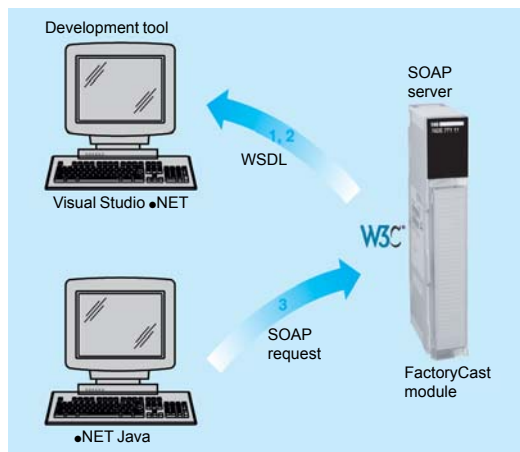 Development tool
SOAP
server
1, 2
WSDL
Visual Studio ●NET
W3C
3
SOAP
request
FactoryCast
module
●NET Java